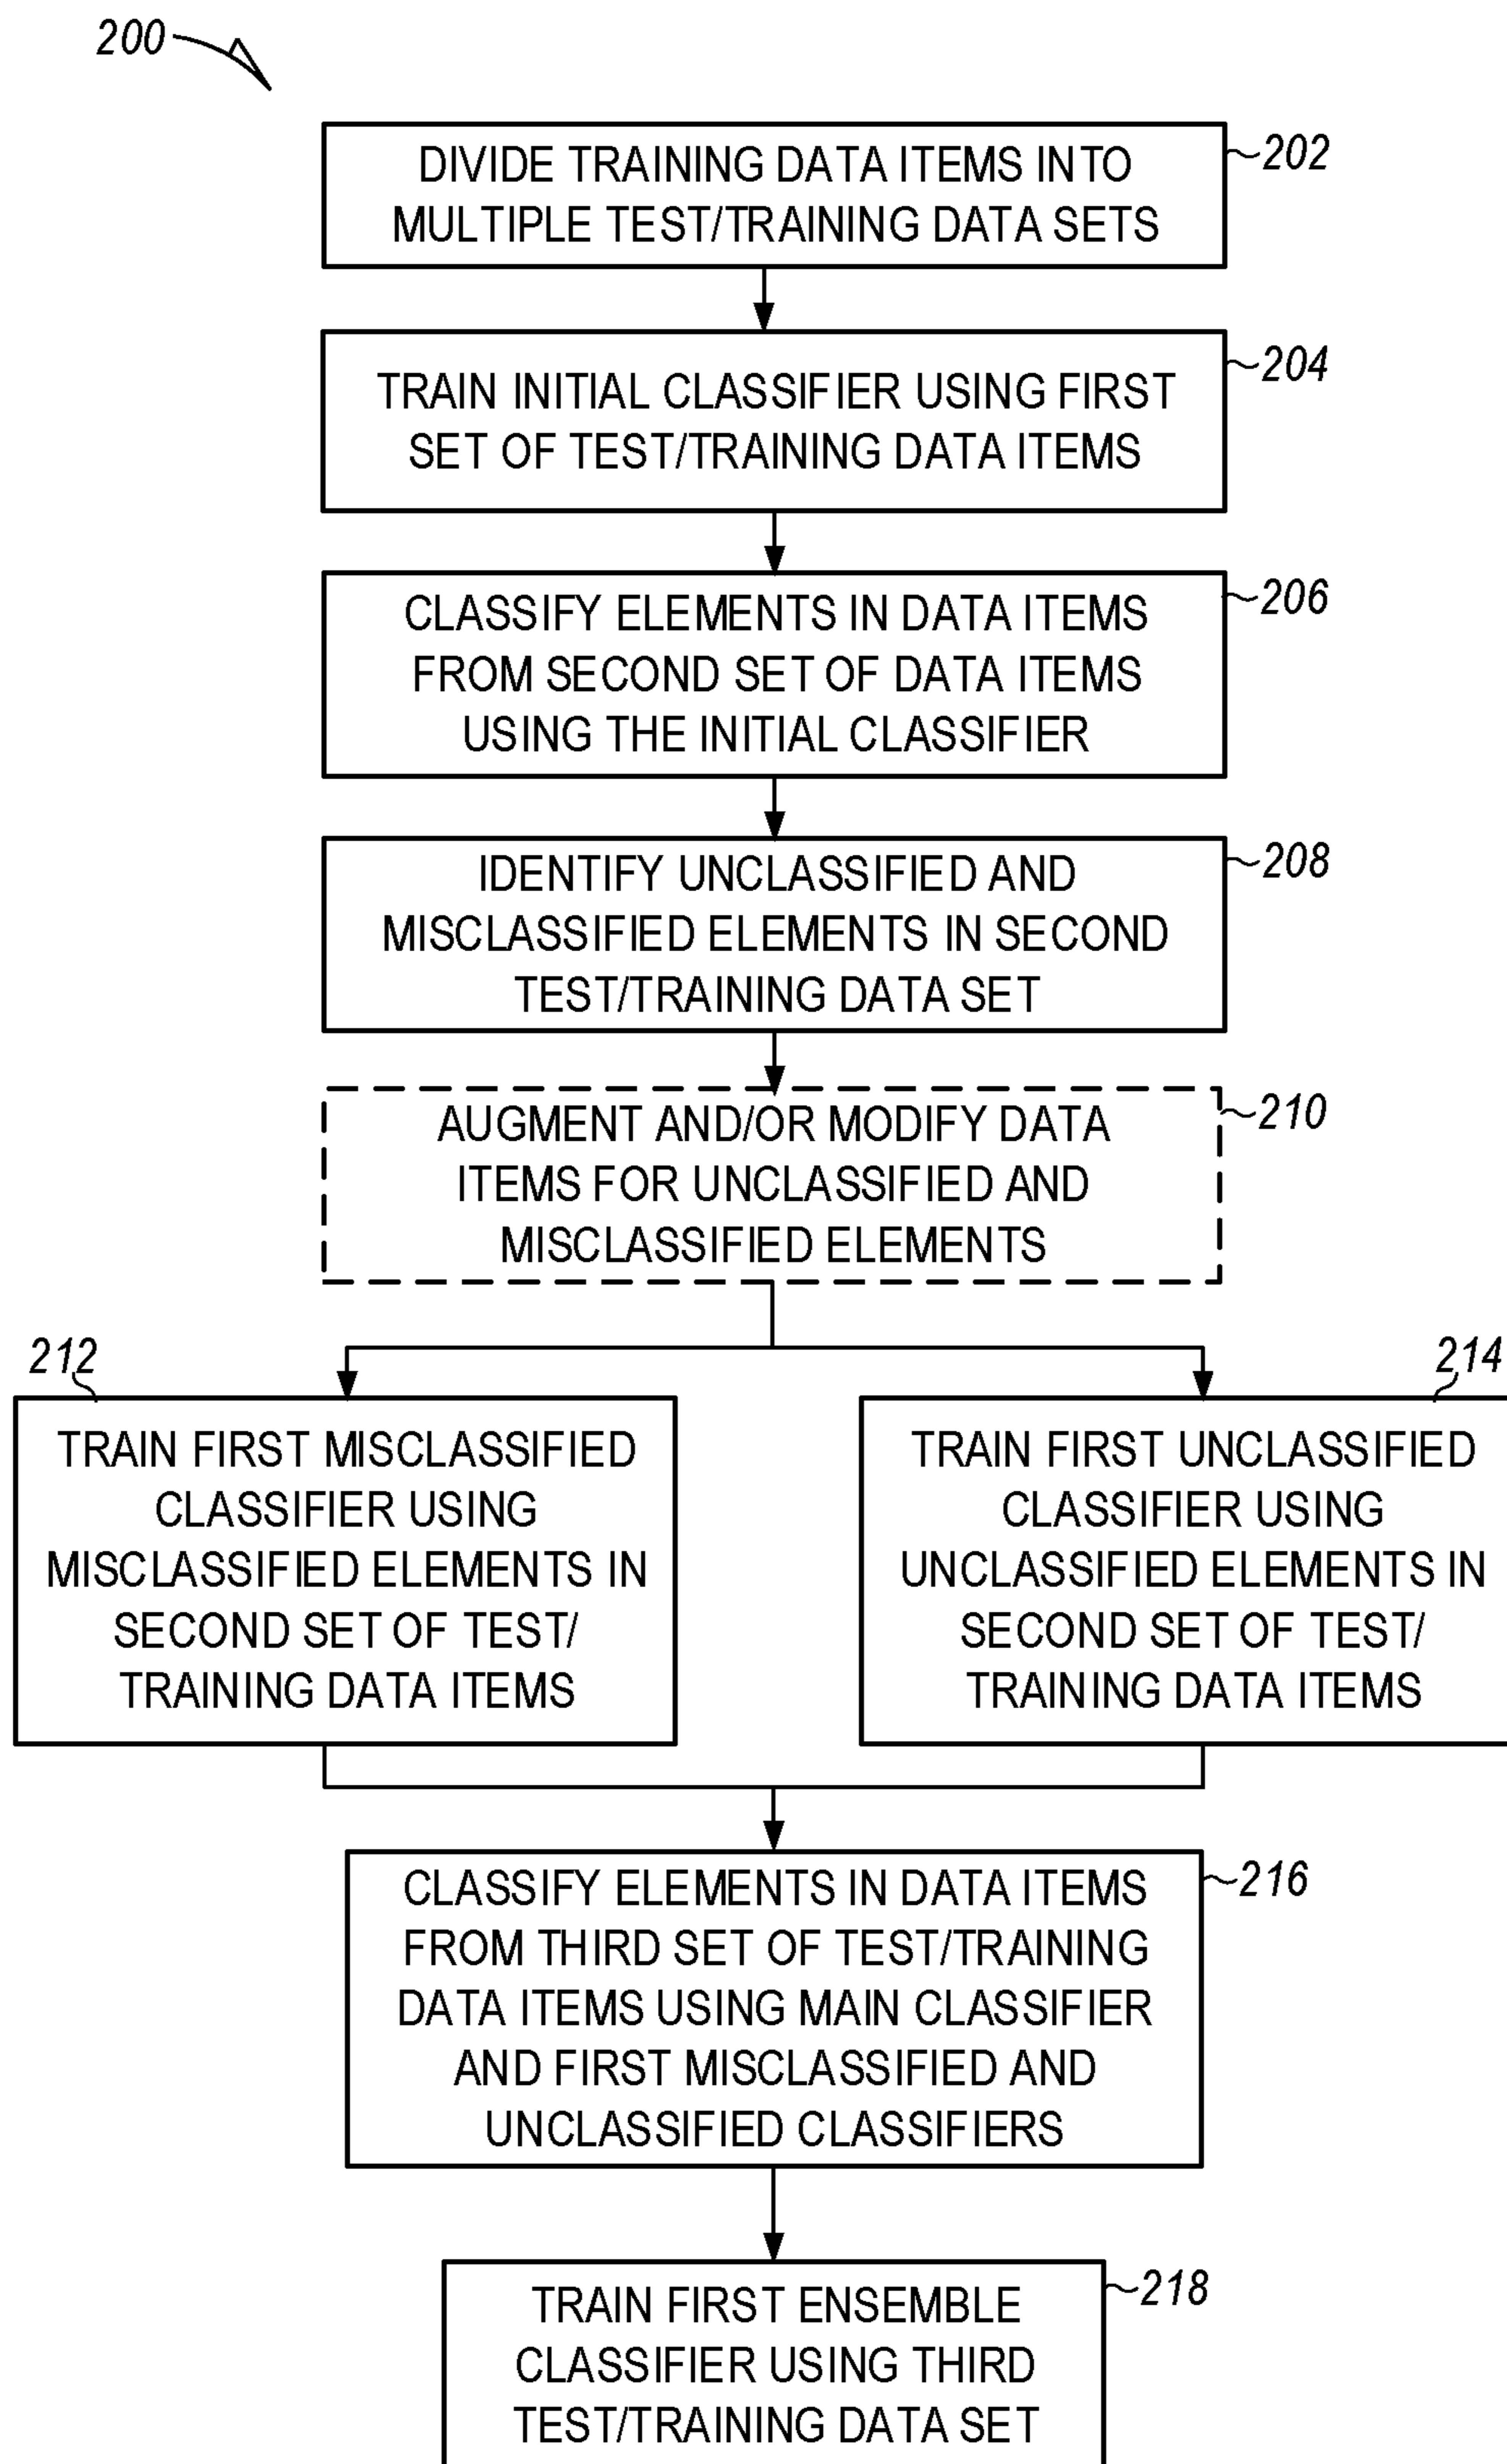 200
DIVIDE TRAINING DATA ITEMS INTO
MULTIPLE TEST/TRAINING DATA SETS
202
TRAIN INITIAL CLASSIFIER USING FIRST
SET OF TEST/TRAINING DATA ITEMS
204
CLASSIFY ELEMENTS IN DATA ITEMS
FROM SECOND SET OF DATA ITEMS
USING THE INITIAL CLASSIFIER
206
IDENTIFY UNCLASSIFIED AND
MISCLASSIFIED ELEMENTS IN SECOND
TEST/TRAINING DATA SET
208
AUGMENT AND/OR MODIFY DATA
ITEMS FOR UNCLASSIFIED AND
MISCLASSIFIED ELEMENTS
210
212
TRAIN FIRST MISCLASSIFIED
CLASSIFIER USING
MISCLASSIFIED ELEMENTS IN
SECOND SET OF TEST/
TRAINING DATA ITEMS
214
TRAIN FIRST UNCLASSIFIED
CLASSIFIER USING
UNCLASSIFIED ELEMENTS IN
SECOND SET OF TEST/
TRAINING DATA ITEMS
CLASSIFY ELEMENTS IN DATA ITEMS
FROM THIRD SET OF TEST/TRAINING
DATA ITEMS USING MAIN CLASSIFIER
AND FIRST MISCLASSIFIED AND
UNCLASSIFIED CLASSIFIERS
216
TRAIN FIRST ENSEMBLE
CLASSIFIER USING THIRD
TEST/TRAINING DATA SET
218